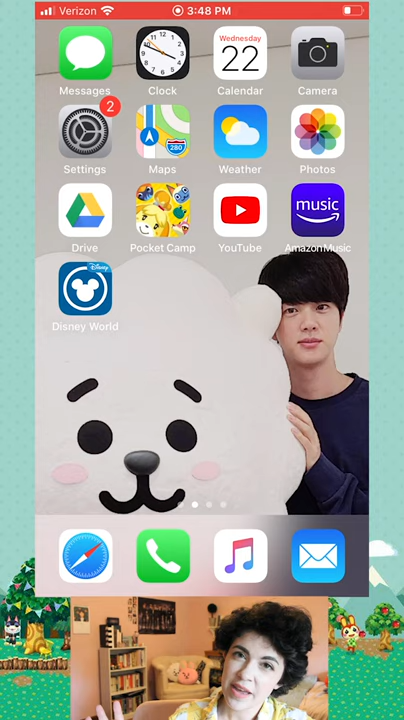 Verizon 3:48 PM
Messages Clock Wednesday 22 Calendar Camera
2
Settings 280 Maps Weather Photos
Drive Pocket Camp YouTube music AmazonMusic
Disney
Disney World